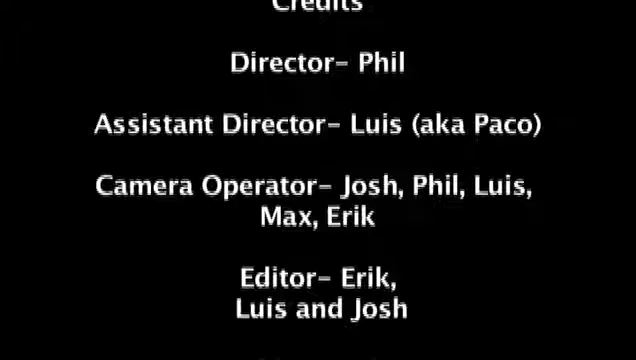 Credits
Director- Phil
Assistant Director- Luis (aka Paco)
Camera Operator- Josh, Phil, Luis,
Max, Erik
Editor- Erik,
Luis and Josh